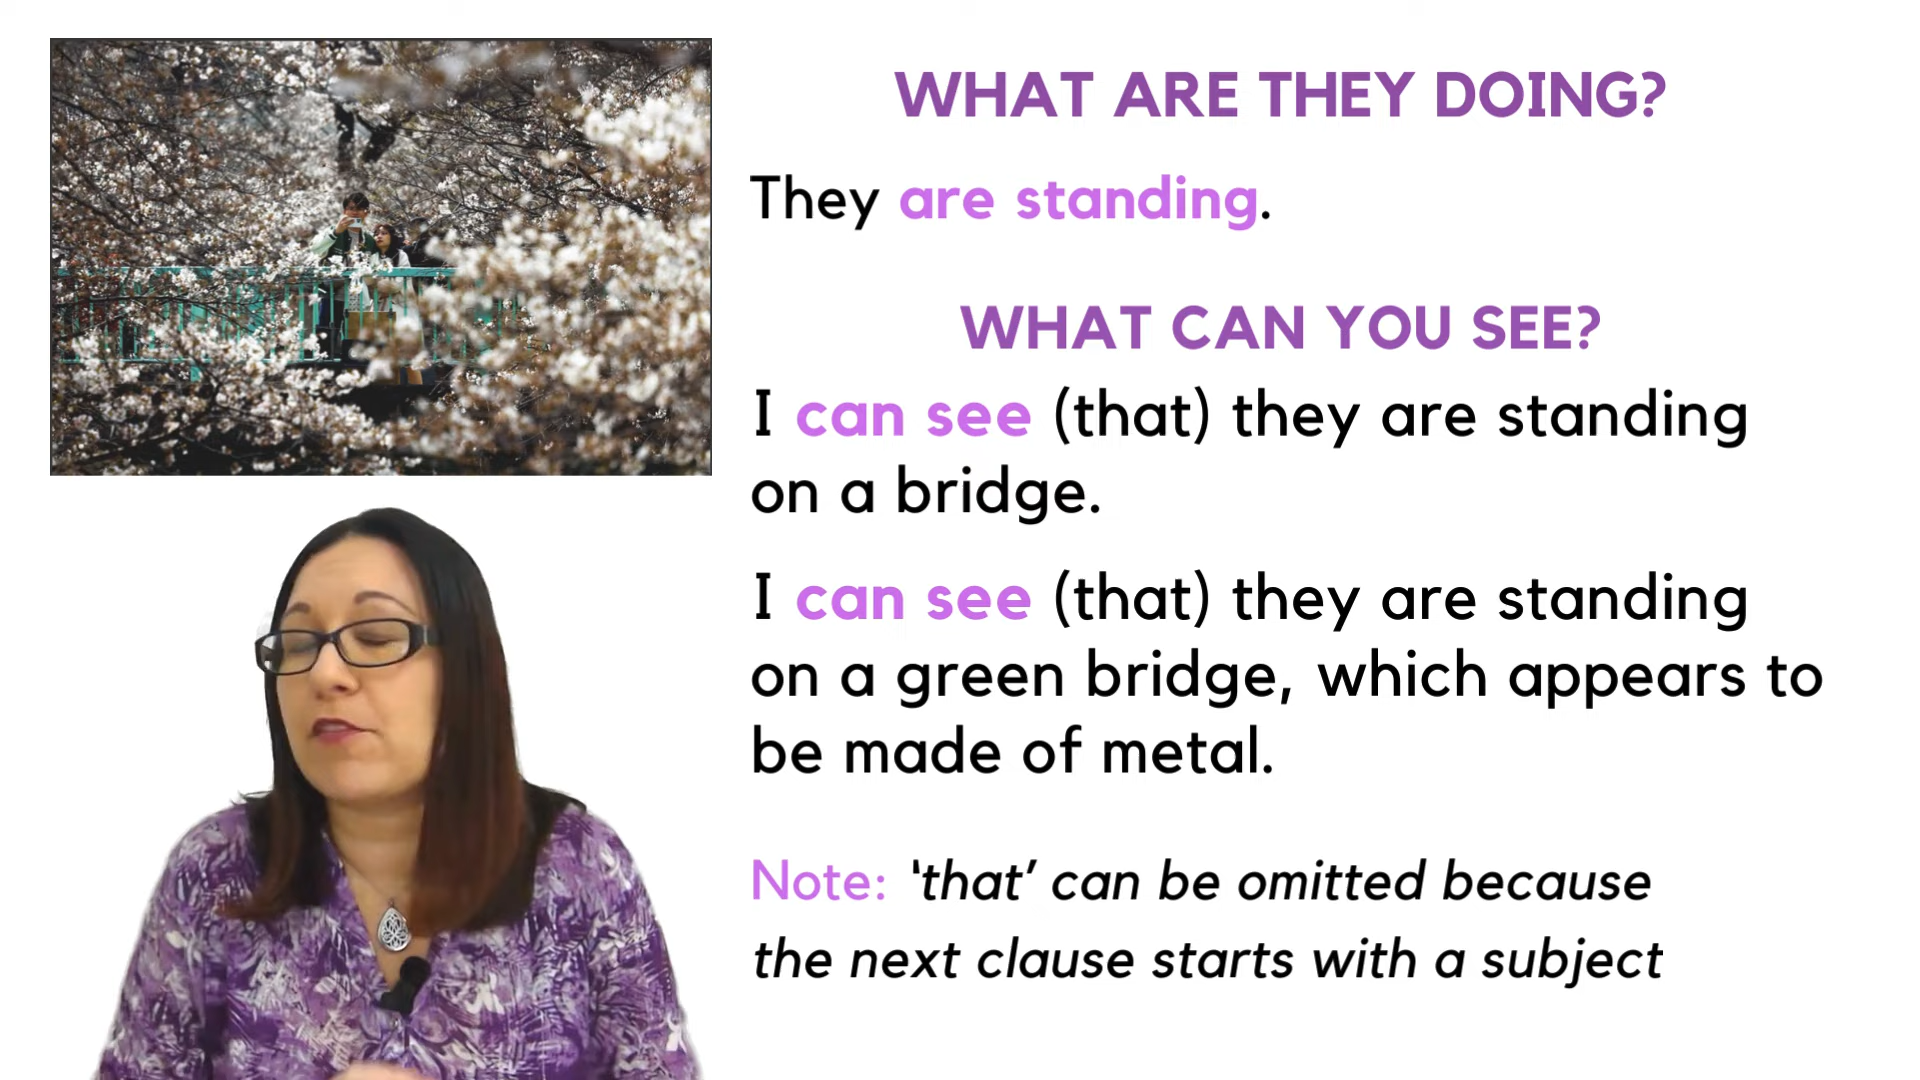 WHAT ARE THEY DOING?
They are standing.
WHAT CAN YOU SEE?
I can see (that) they are standing
on a bridge.
I can see (that) they are standing
on a green bridge, which appears to
be made of metal.
Note: ‘that’ can be omitted because
the next clause starts with a subject